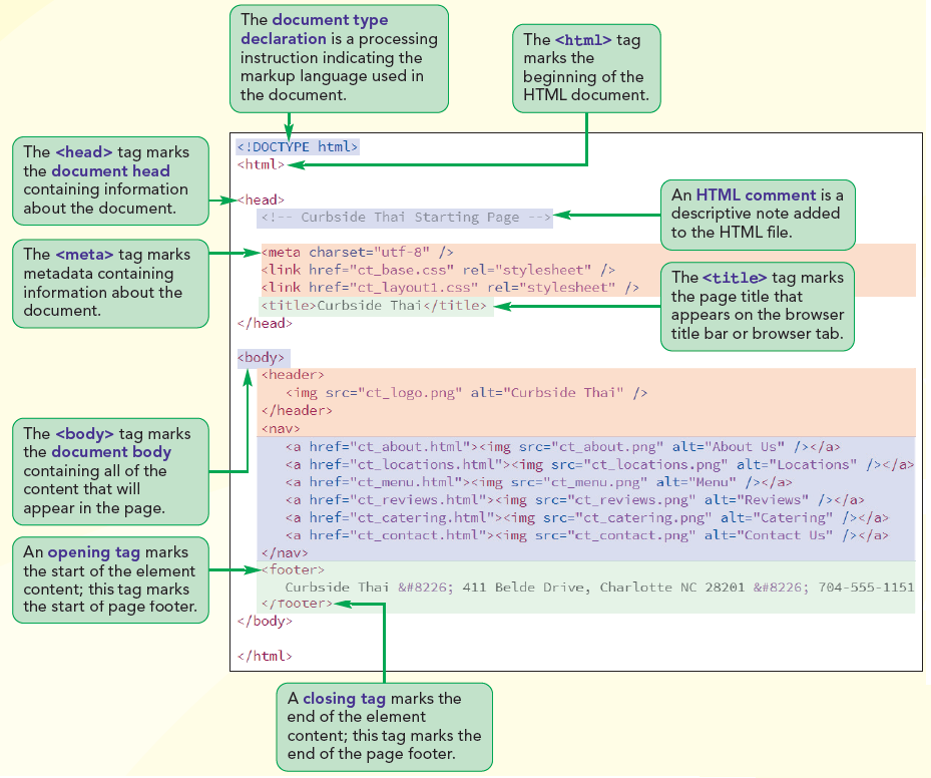 The document type
declaration is a processing
instruction indicating the
markup language used in
the document.
The <html> tag
marks the
beginning of the
HTML document.
The <head> tag marks
the document head
containing information
about the document.
The <meta> tag marks
metadata containing
information about the
document.
The <body> tag marks
the document body
containing all of the
content that will
appear in the page.
An opening tag marks
the start of the element
content; this tag marks
the start of page footer.
<!DOCTYPE html>
<html>
<head>
<!-- Curbside Thai Starting Page -->
<meta charset="utf-8" />
<link href="ct_base.css" rel="stylesheet" />
<link href="ct_layout1.css" rel="stylesheet" />
<title>Curbside Thai</title>
</head>
<body>
<header>
<img src="ct_logo.png" alt="Curbside Thai" />
</header>
<nav>
<a href="ct_about.html"><img src="ct_about.png" alt="About Us" /></a>
<a href="ct_locations.html"><img src="ct_locations.png" alt="Locations" /></a>
<a href="ct_menu.html"><img src="ct_menu.png" alt="Menu" /></a>
<a href="ct_reviews.html"><img src="ct_reviews.png" alt="Reviews" /></a>
<a href="ct_catering.html"><img src="ct_catering.png" alt="Catering" /></a>
<a href="ct_contact.html"><img src="ct_contact.png" alt="Contact Us" /></a>
</nav>
<footer>
Curbside Thai &#8226; 411 Belde Drive, Charlotte NC 28201 &#8226; 704-555-1151
</footer>
</body>
</html>
An HTML comment is a
descriptive note added
to the HTML file.
The <title> tag marks
the page title that
appears on the browser
title bar or browser tab.
A closing tag marks the
end of the element
content; this tag marks the
end of the page footer.